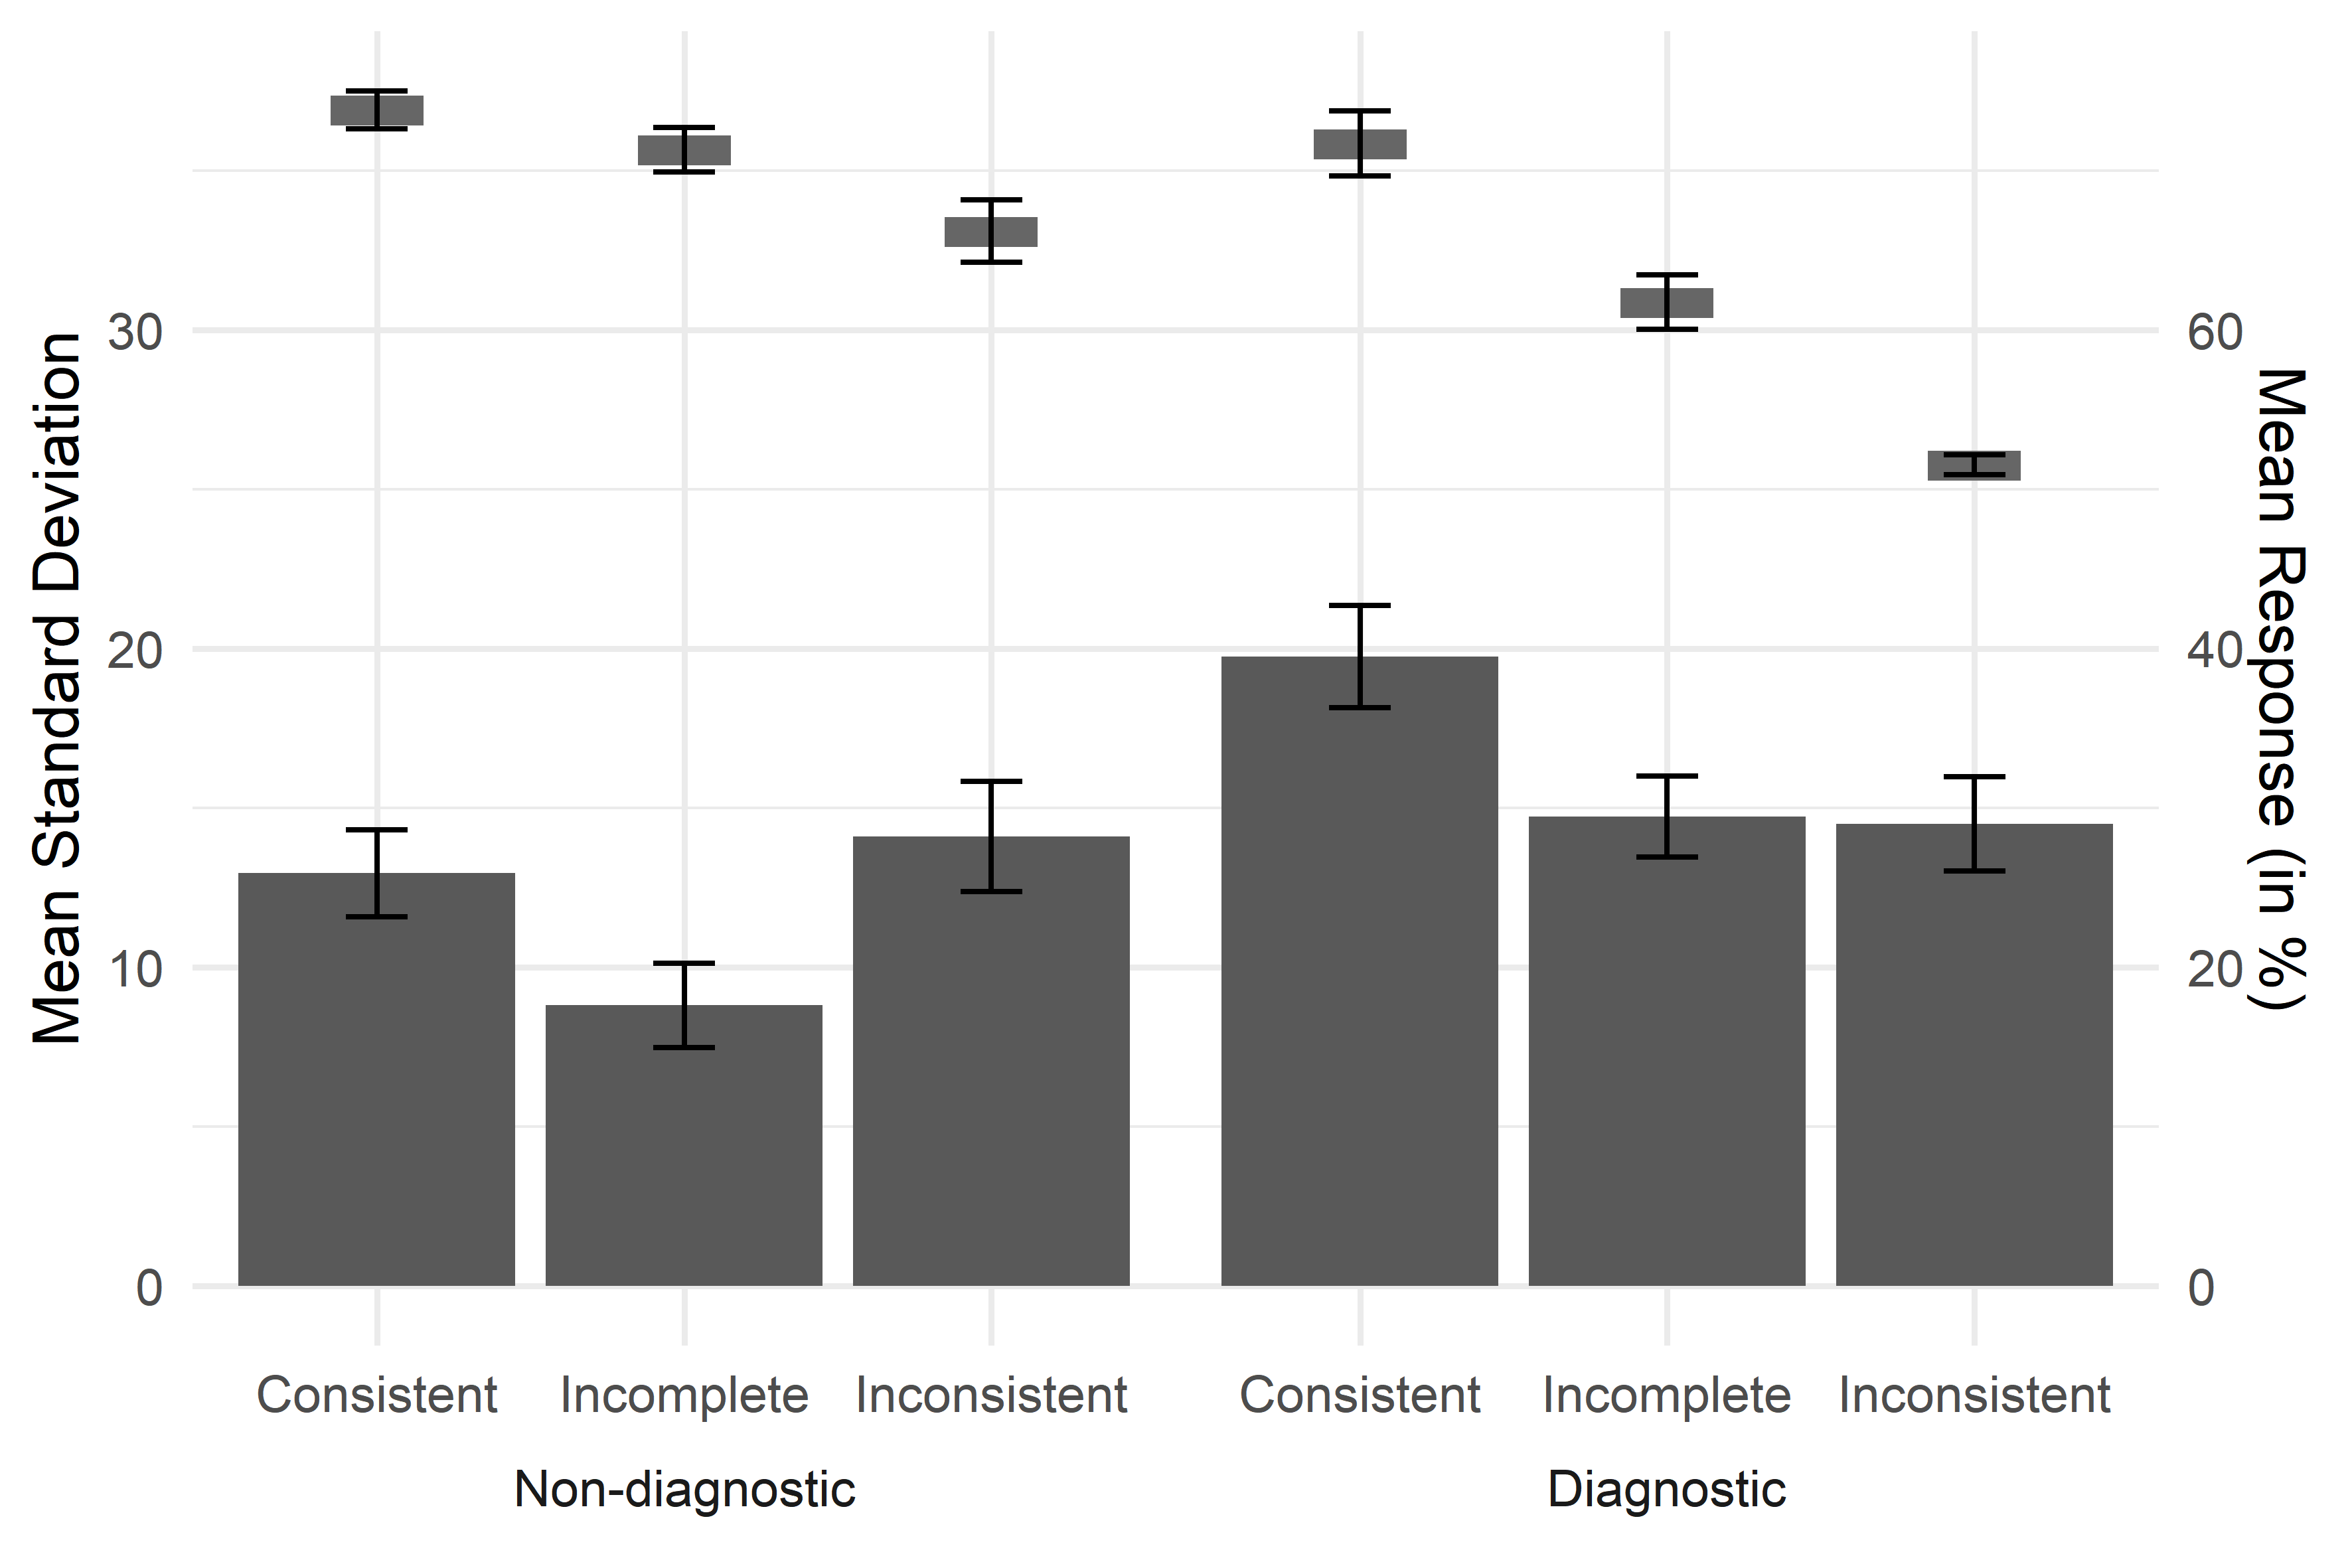 Mean Standard Deviation
30
20
10
0
60
40
20
0
Mean Response (in %)
Consistent Incomplete Inconsistent Consistent Incomplete Inconsistent
Non-diagnostic Diagnostic